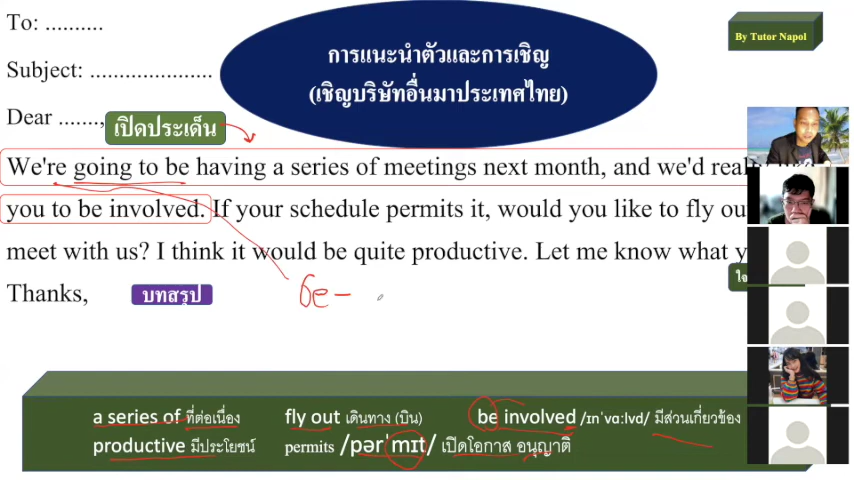 To: ..........
การแนะนำตัวและการเชิญ
(เชิญบริษัทอื่นมาประเทศไทย)
By Tutor Napol
Subject: .....................
Dear .......,
เปิดประเด็น
We're going to be having a series of meetings next month, and we'd
you to be involved. If your schedule permits it, would you like to fly
meet with us? I think it would be quite productive. Let me know what
Thanks,
บทสรุป
be –
a series of ที่ต่อเนื่อง fly out เดินทาง (บิน) be involved /ɪnˈvɑːlvd/ มีส่วนเกี่ยวข้อง
productive มีประโยชน์ permits /pərˈmɪt/ เปิดโอกาส อนุญาติ